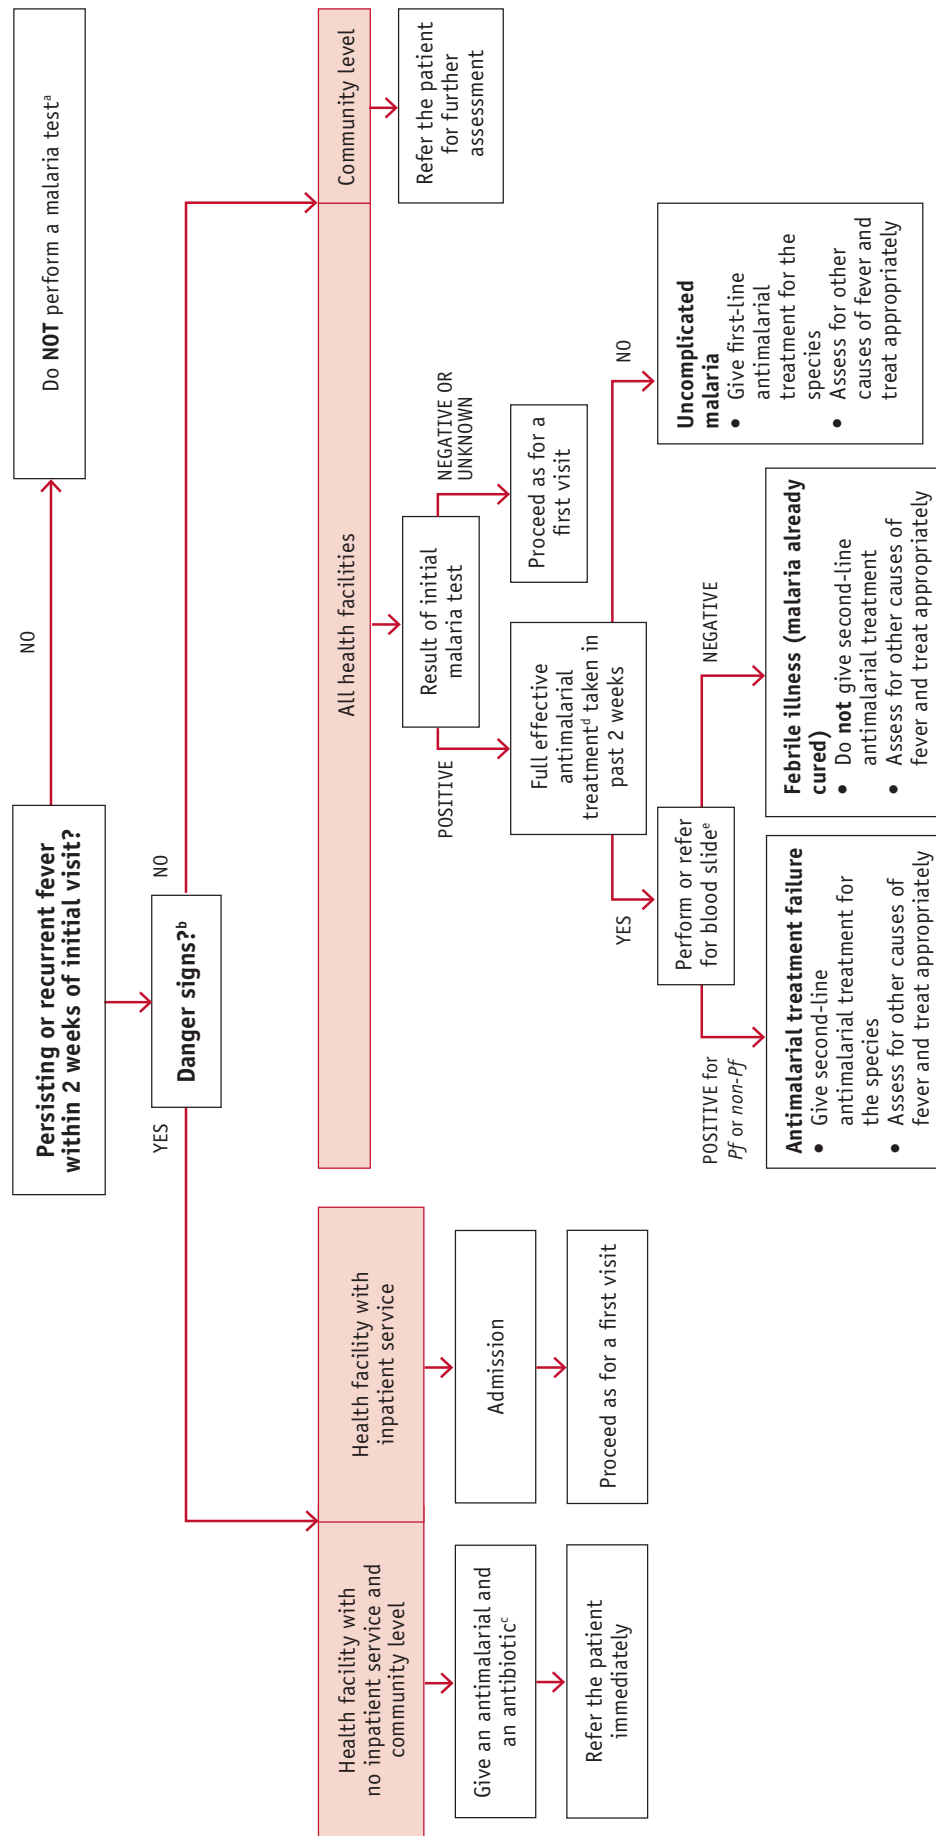 Persisting or recurrent fever
within 2 weeks of initial visit?
NO
Do NOT perform a malaria testᵃ
Danger signs?ᵇ
YES
NO
Health facility with
no inpatient service and
community level
Health facility with
inpatient service
All health facilities
Community level
Give an antimalarial and
an antibioticᶜ
Refer the patient
immediately
Admission
Proceed as for a first visit
Refer the patient
for further
assessment
Result of initial
malaria test
POSITIVE
NEGATIVE OR
UNKNOWN
Full effective
antimalarial
treatmentᵈ taken in
past 2 weeks
Proceed as for a
first visit
YES
NO
Perform or refer
for blood slideᵉ
POSITIVE for
Pf or non-Pf
NEGATIVE
Antimalarial treatment failure
• Give second-line
antimalarial treatment for
the species
• Assess for other causes of
fever and treat appropriately
Febrile illness (malaria already
cured)
• Do not give second-line
antimalarial treatment
• Assess for other causes of
fever and treat appropriately
Uncomplicated
malaria
• Give first-line
antimalarial
treatment for the
species
• Assess for other
causes of fever and
treat appropriately